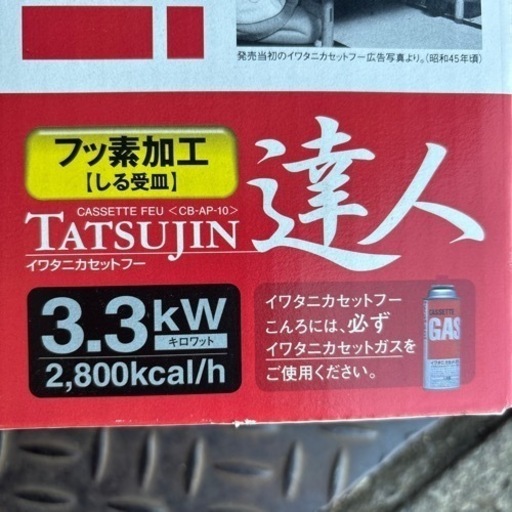 発売当初のイワタニカセットフー広告写真より。(昭和45年頃)
フッ素加工
【しる受皿】
CASSETTE FEU <CB-AP-10>
TATSUJIN
達人
イワタニカセットフー
3.3kW
キロワット
2,800kcal/h
イワタニカセットフー
こんろには、必ず
イワタニカセットガスを
ご使用ください。
CASSETTE
GAS